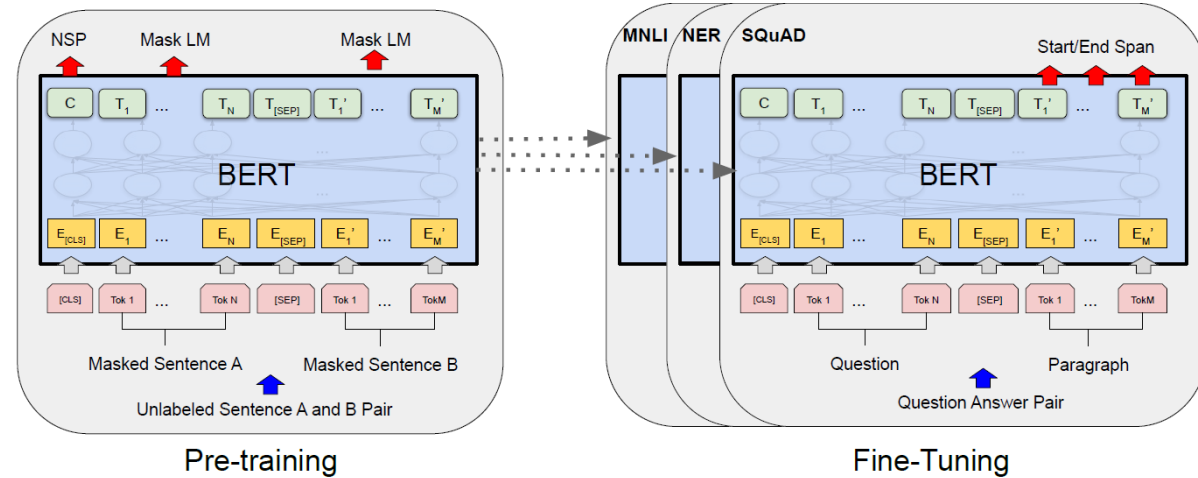 NSP Mask LM Mask LM
C T1 ... TN T[SEP] T1' ... TM'
...
BERT
...
E[CLS] E1 ... EN E[SEP] E1' ... EM'
[CLS] Tok 1 ... Tok N [SEP] Tok 1 ... TokM
Masked Sentence A Masked Sentence B
Unlabeled Sentence A and B Pair
Pre-training
MNLI NER SQuAD
Start/End Span
C T1 ... TN T[SEP] T1' ... TM'
...
BERT
...
E[CLS] E1 ... EN E[SEP] E1' ... EM'
[CLS] Tok 1 ... Tok N [SEP] Tok 1 ... TokM
Question Paragraph
Question Answer Pair
Fine-Tuning